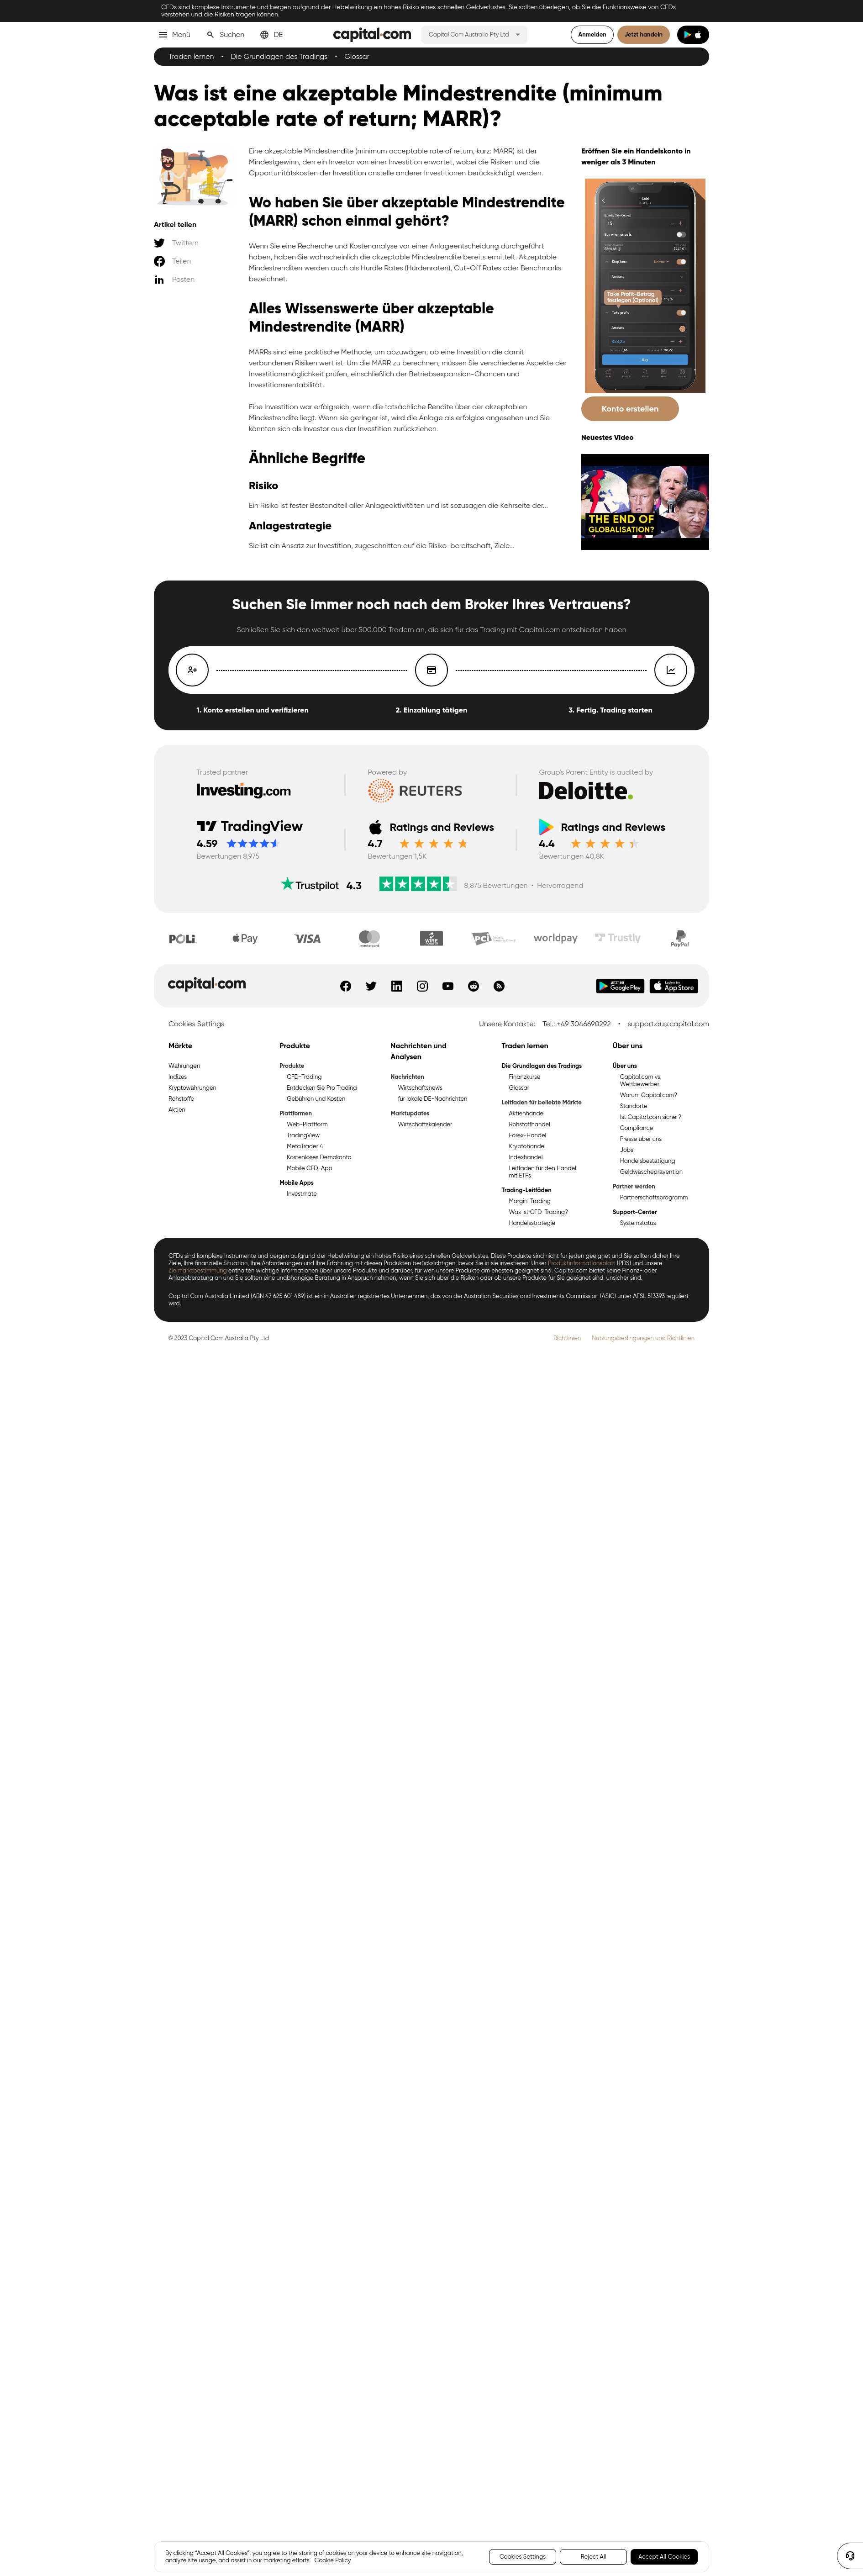 CFDs sind komplexe Instrumente und bergen aufgrund der Hebelwirkung ein hohes Risiko eines schnellen Geldverlustes. Sie sollten überlegen, ob Sie die Funktionsweise von CFDs
verstehen und die Risiken tragen können.
Menü
Suchen
DE
capital.com
Capital Com Australia Pty Ltd
Anmelden
Jetzt handeln
Traden lernen • Die Grundlagen des Tradings • Glossar
Was ist eine akzeptable Mindestrendite (minimum
acceptable rate of return; MARR)?
Artikel teilen
Twittern
Teilen
Posten
Eine akzeptable Mindestrendite (minimum acceptable rate of return, kurz: MARR) ist der
Mindestgewinn, den ein Investor von einer Investition erwartet, wobei die Risiken und die
Opportunitätskosten der Investition anstelle anderer Investitionen berücksichtigt werden.
Wo haben Sie über akzeptable Mindestrendite
(MARR) schon einmal gehört?
Wenn Sie eine Recherche und Kostenanalyse vor einer Anlageentscheidung durchgeführt
haben, haben Sie wahrscheinlich die akzeptable Mindestrendite bereits ermittelt. Akzeptable
Mindestrenditen werden auch als Hurdle Rates (Hürdenraten), Cut-Off Rates oder Benchmarks
bezeichnet.
Alles Wissenswerte über akzeptable
Mindestrendite (MARR)
MARRs sind eine praktische Methode, um abzuwägen, ob eine Investition die damit
verbundenen Risiken wert ist. Um die MARR zu berechnen, müssen Sie verschiedene Aspekte der
Investitionsmöglichkeit prüfen, einschließlich der Betriebsexpansion-Chancen und
Investitionsrentabilität.
Eine Investition war erfolgreich, wenn die tatsächliche Rendite über der akzeptablen
Mindestrendite liegt. Wenn sie geringer ist, wird die Anlage als erfolglos angesehen und Sie
könnten sich als Investor aus der Investition zurückziehen.
Ähnliche Begriffe
Risiko
Ein Risiko ist fester Bestandteil aller Anlageaktivitäten und ist sozusagen die Kehrseite der...
Anlagestrategie
Sie ist ein Ansatz zur Investition, zugeschnitten auf die Risiko bereitschaft, Ziele...
Eröffnen Sie ein Handelskonto in
weniger als 3 Minuten
Gold
Buy when price is
Stop loss
Amount
Take Profit-Betrag
festlegen (Optional)
Take profit
Amount
Buy
Konto erstellen
Neuestes Video
THE END OF
GLOBALISATION?
Suchen Sie immer noch nach dem Broker Ihres Vertrauens?
Schließen Sie sich den weltweit über 500.000 Tradern an, die sich für das Trading mit Capital.com entschieden haben
1. Konto erstellen und verifizieren
2. Einzahlung tätigen
3. Fertig. Trading starten
Trusted partner
Investing.com
Powered by
REUTERS
Group's Parent Entity is audited by
Deloitte.
TradingView
4.59
Bewertungen 8,975
Ratings and Reviews
4.7
Bewertungen 1,5K
Ratings and Reviews
4.4
Bewertungen 40,8K
Trustpilot 4.3
8,875 Bewertungen • Hervorragend
POLi
Pay
VISA
mastercard
WIRE
PCI
worldpay
Trustly
PayPal
capital.com
JETZT BEI
Google Play
Laden im
App Store
Cookies Settings
Unsere Kontakte: Tel.: +49 3046690292 • support.au@capital.com
Märkte
Währungen
Indizes
Kryptowährungen
Rohstoffe
Aktien
Produkte
Produkte
CFD-Trading
Entdecken Sie Pro Trading
Gebühren und Kosten
Plattformen
Web-Plattform
TradingView
MetaTrader 4
Kostenloses Demokonto
Mobile CFD-App
Mobile Apps
Investmate
Nachrichten und
Analysen
Nachrichten
Wirtschaftsnews
für lokale DE-Nachrichten
Marktupdates
Wirtschaftskalender
Traden lernen
Die Grundlagen des Tradings
Finanzkurse
Glossar
Leitfaden für beliebte Märkte
Aktienhandel
Rohstoffhandel
Forex-Handel
Kryptohandel
Indexhandel
Leitfaden für den Handel
mit ETFs
Trading-Leitfäden
Margin-Trading
Was ist CFD-Trading?
Handelsstrategie
Über uns
Über uns
Capital.com vs.
Wettbewerber
Warum Capital.com?
Standorte
Ist Capital.com sicher?
Compliance
Presse über uns
Jobs
Handelsbestätigung
Geldwäscheprävention
Partner werden
Partnerschaftsprogramm
Support-Center
Systemstatus
CFDs sind komplexe Instrumente und bergen aufgrund der Hebelwirkung ein hohes Risiko eines schnellen Geldverlustes. Diese Produkte sind nicht für jeden geeignet und Sie sollten daher Ihre
Ziele, Ihre finanzielle Situation, Ihre Anforderungen und Ihre Erfahrung mit diesen Produkten berücksichtigen, bevor Sie in sie investieren. Unser Produktinformationsblatt (PDS) und unsere
Zielmarktbestimmung enthalten wichtige Informationen über unsere Produkte und darüber, für wen unsere Produkte am ehesten geeignet sind. Capital.com bietet keine Finanz- oder
Anlageberatung an und Sie sollten eine unabhängige Beratung in Anspruch nehmen, wenn Sie sich über die Risiken oder ob unsere Produkte für Sie geeignet sind, unsicher sind.
Capital Com Australia Limited (ABN 47 625 601 489) ist ein in Australien registriertes Unternehmen, das von der Australian Securities and Investments Commission (ASIC) unter AFSL 513393 reguliert
wird.
© 2023 Capital Com Australia Pty Ltd
Richtlinien
Nutzungsbedingungen und Richtlinien
By clicking "Accept All Cookies", you agree to the storing of cookies on your device to enhance site navigation,
analyze site usage, and assist in our marketing efforts. Cookie Policy
Cookies Settings
Reject All
Accept All Cookies